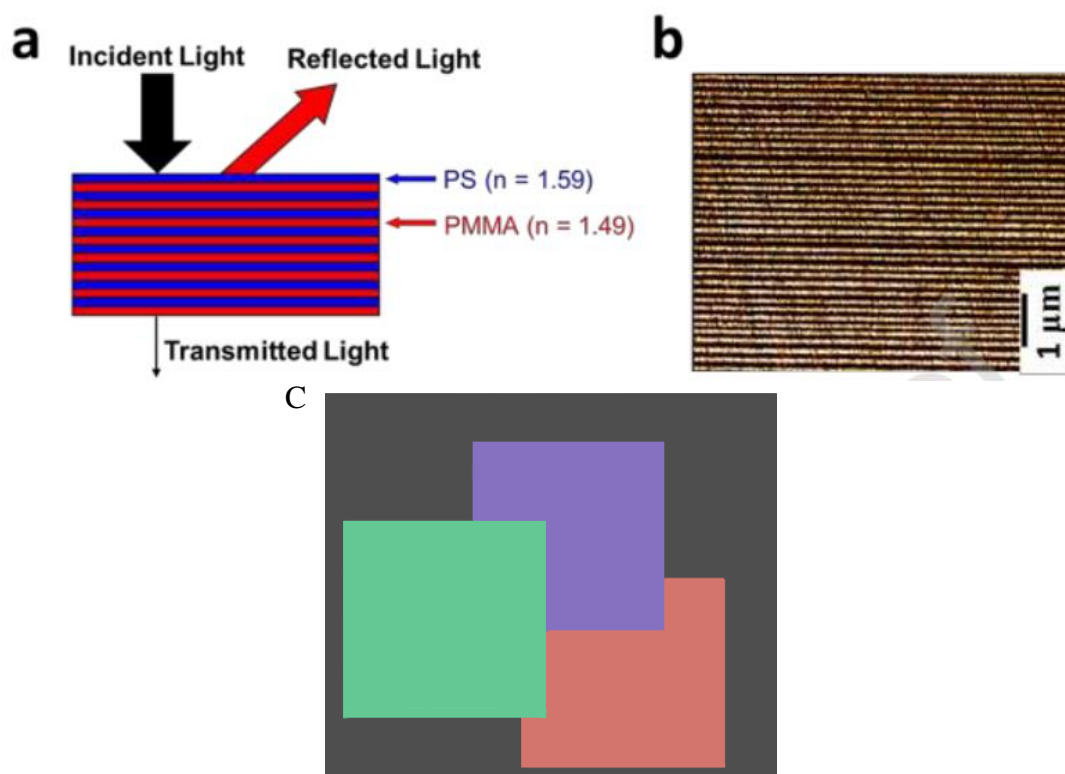 a
Incident Light
Reflected Light
PS (n = 1.59)
PMMA (n = 1.49)
Transmitted Light
b
1 μm
C